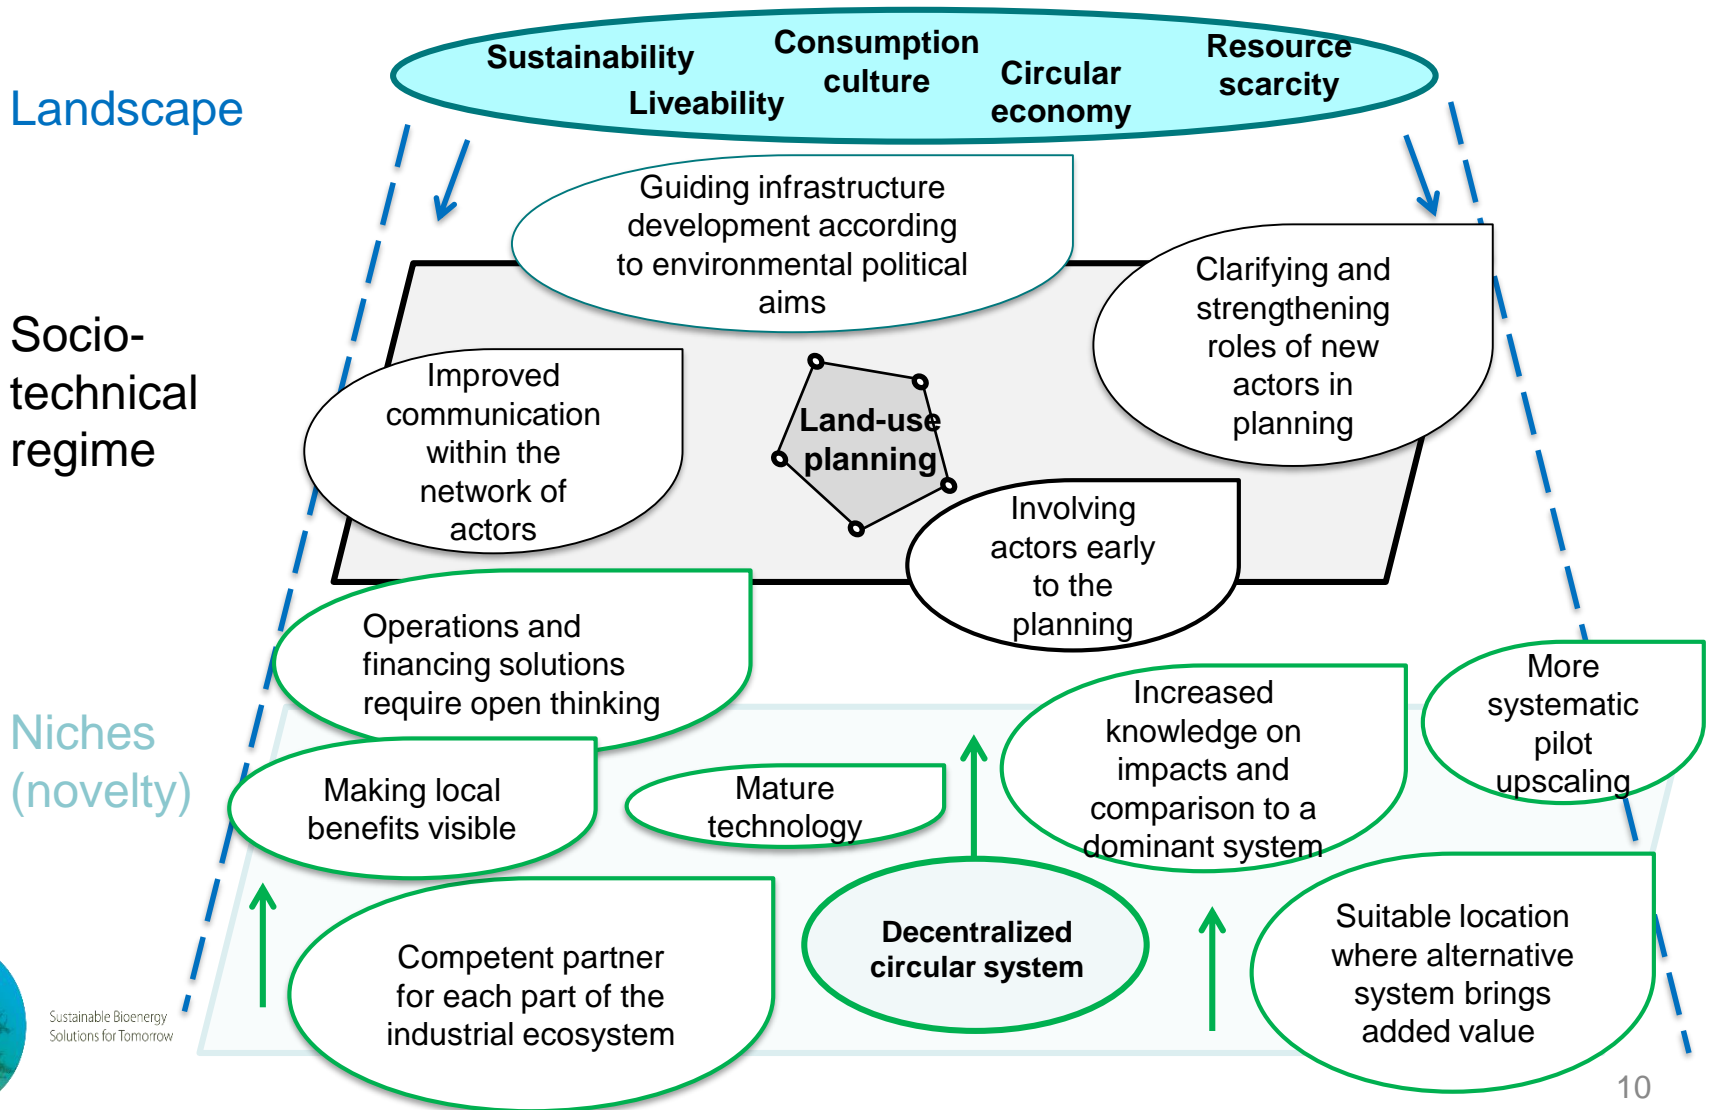 Landscape
Sustainability
Liveability
Consumption
culture
Circular
economy
Resource
scarcity
Guiding infrastructure
development according
to environmental political
aims
Clarifying and
strengthening
roles of new
actors in
planning
Socio-
technical
regime
Improved
communication
within the
network of
actors
Land-use
planning
Involving
actors early
to the
planning
Operations and
financing solutions
require open thinking
Niches
(novelty)
Making local
benefits visible
Mature
technology
Increased
knowledge on
impacts and
comparison to a
dominant system
More
systematic
pilot
upscaling
Competent partner
for each part of the
industrial ecosystem
Decentralized
circular system
Suitable location
where alternative
system brings
added value
Sustainable Bioenergy
Solutions for Tomorrow
10